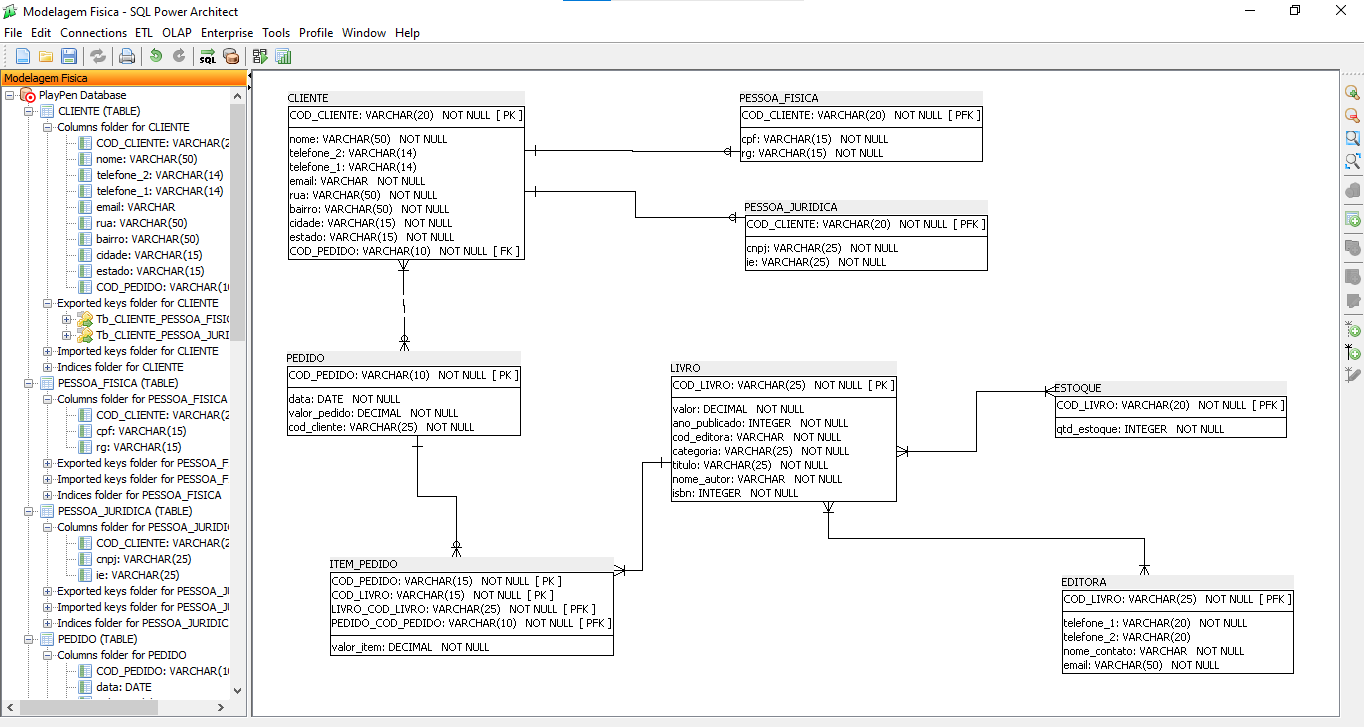 Modelagem Fisica - SQL Power Architect
File Edit Connections ETL OLAP Enterprise Tools Profile Window Help
SQL
Modelagem Fisica
PlayPen Database
CLIENTE (TABLE)
Columns folder for CLIENTE
COD_CLIENTE: VARCHAR(2
nome: VARCHAR(50)
telefone_2: VARCHAR(14)
telefone_1: VARCHAR(14)
email: VARCHAR
rua: VARCHAR(50)
bairro: VARCHAR(50)
cidade: VARCHAR(15)
estado: VARCHAR(15)
COD_PEDIDO: VARCHAR(10
Exported keys folder for CLIENTE
Tb_CLIENTE_PESSOA_FISIC
Tb_CLIENTE_PESSOA_JURI
Imported keys folder for CLIENTE
Indices folder for CLIENTE
PESSOA_FISICA (TABLE)
Columns folder for PESSOA_FISICA
COD_CLIENTE: VARCHAR(2
cpf: VARCHAR(15)
rg: VARCHAR(15)
Exported keys folder for PESSOA_F
Imported keys folder for PESSOA_F
Indices folder for PESSOA_FISICA
PESSOA_JURIDICA (TABLE)
Columns folder for PESSOA_JURIDI
COD_CLIENTE: VARCHAR(2
cnpj: VARCHAR(25)
ie: VARCHAR(25)
Exported keys folder for PESSOA_J
Imported keys folder for PESSOA_J
Indices folder for PESSOA_JURIDIC
PEDIDO (TABLE)
Columns folder for PEDIDO
COD_PEDIDO: VARCHAR(10
data: DATE
CLIENTE
COD_CLIENTE: VARCHAR(20) NOT NULL [ PK ]
nome: VARCHAR(50) NOT NULL
telefone_2: VARCHAR(14)
telefone_1: VARCHAR(14)
email: VARCHAR NOT NULL
rua: VARCHAR(50) NOT NULL
bairro: VARCHAR(50) NOT NULL
cidade: VARCHAR(15) NOT NULL
estado: VARCHAR(15) NOT NULL
COD_PEDIDO: VARCHAR(10) NOT NULL [ FK ]
PESSOA_FISICA
COD_CLIENTE: VARCHAR(20) NOT NULL [ PFK ]
cpf: VARCHAR(15) NOT NULL
rg: VARCHAR(15) NOT NULL
PESSOA_JURIDICA
COD_CLIENTE: VARCHAR(20) NOT NULL [ PFK ]
cnpj: VARCHAR(25) NOT NULL
ie: VARCHAR(25) NOT NULL
PEDIDO
COD_PEDIDO: VARCHAR(10) NOT NULL [ PK ]
data: DATE NOT NULL
valor_pedido: DECIMAL NOT NULL
cod_cliente: VARCHAR(25) NOT NULL
LIVRO
COD_LIVRO: VARCHAR(25) NOT NULL [ PK ]
valor: DECIMAL NOT NULL
ano_publicado: INTEGER NOT NULL
cod_editora: VARCHAR NOT NULL
categoria: VARCHAR(25) NOT NULL
titulo: VARCHAR(25) NOT NULL
nome_autor: VARCHAR NOT NULL
isbn: INTEGER NOT NULL
ESTOQUE
COD_LIVRO: VARCHAR(20) NOT NULL [ PFK ]
qtd_estoque: INTEGER NOT NULL
ITEM_PEDIDO
COD_PEDIDO: VARCHAR(15) NOT NULL [ PK ]
COD_LIVRO: VARCHAR(15) NOT NULL [ PK ]
LIVRO_COD_LIVRO: VARCHAR(25) NOT NULL [ PFK ]
PEDIDO_COD_PEDIDO: VARCHAR(10) NOT NULL [ PFK ]
valor_item: DECIMAL NOT NULL
EDITORA
COD_LIVRO: VARCHAR(25) NOT NULL [ PFK ]
telefone_1: VARCHAR(20) NOT NULL
telefone_2: VARCHAR(20)
nome_contato: VARCHAR NOT NULL
email: VARCHAR(50) NOT NULL